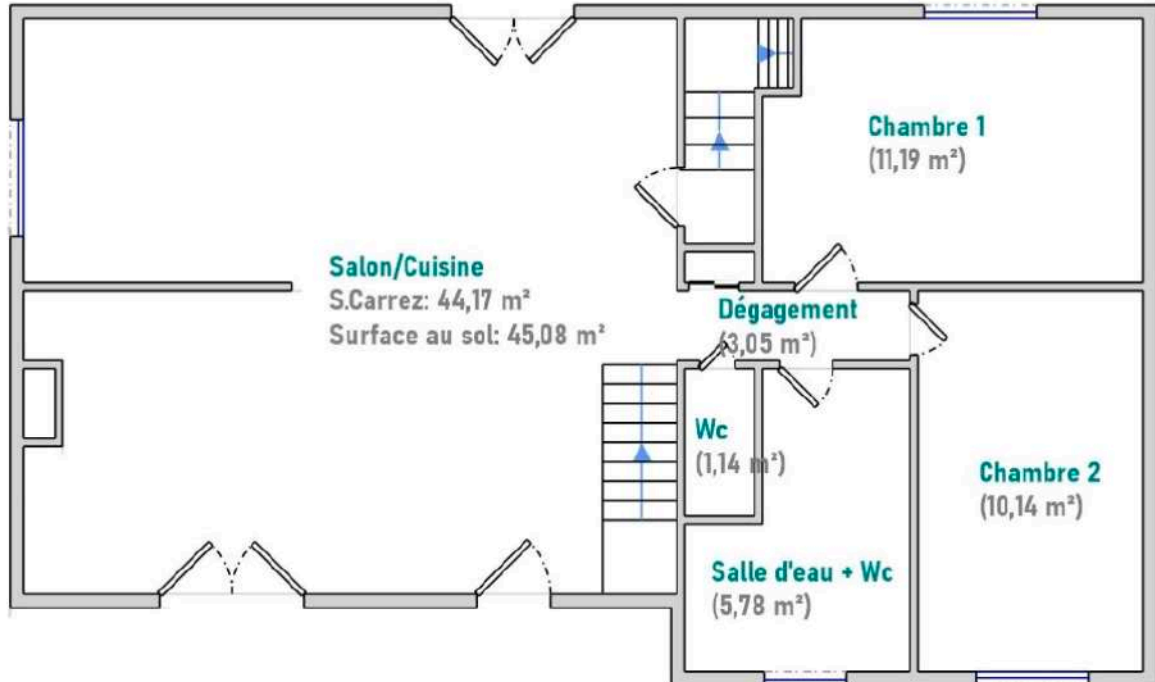 Chambre 1
(11,19 m²)
Salon/Cuisine
S.Carrez: 44,17 m²
Surface au sol: 45,08 m²
Dégagement
(3,05 m²)
Wc
(1,14 m²)
Chambre 2
(10,14 m²)
Salle d'eau + Wc
(5,78 m²)